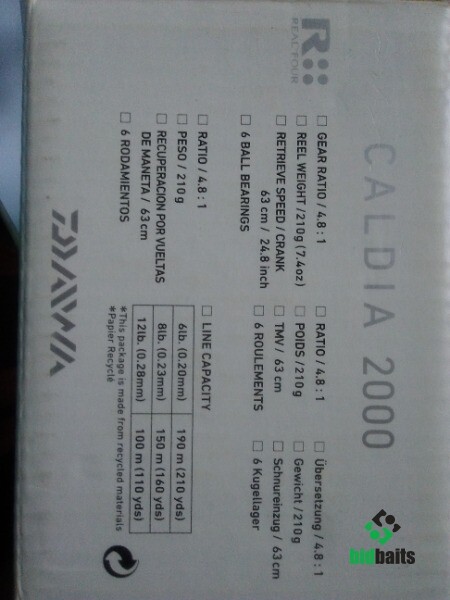 R
REAL FOUR
CALDIA 2000
□ GEAR RATIO / 4.8 : 1
□ REEL WEIGHT / 210g (7.4oz)
□ RETRIEVE SPEED / CRANK
63 cm / 24.8 inch
□ 6 BALL BEARINGS
□ RATIO / 4.8 : 1
□ POIDS / 210g
□ TMV / 63 cm
□ 6 ROULEMENTS
□ Übersetzung / 4.8 : 1
□ Gewicht / 210g
□ Schnureinzug / 63cm
□ 6 Kugellager
□ RATIO / 4.8 : 1
□ PESO / 210g
□ RECUPERACION POR VUELTAS
DE MANETA / 63 cm
□ 6 RODAMIENTOS
□ LINE CAPACITY
6lb. (0.20mm) 190 m (210 yds)
8lb. (0.23mm) 150 m (160 yds)
12lb. (0.28mm) 100 m (110 yds)
*This package is made from recycled materials
*Papier Recyclé
DAIWA
bidbaits